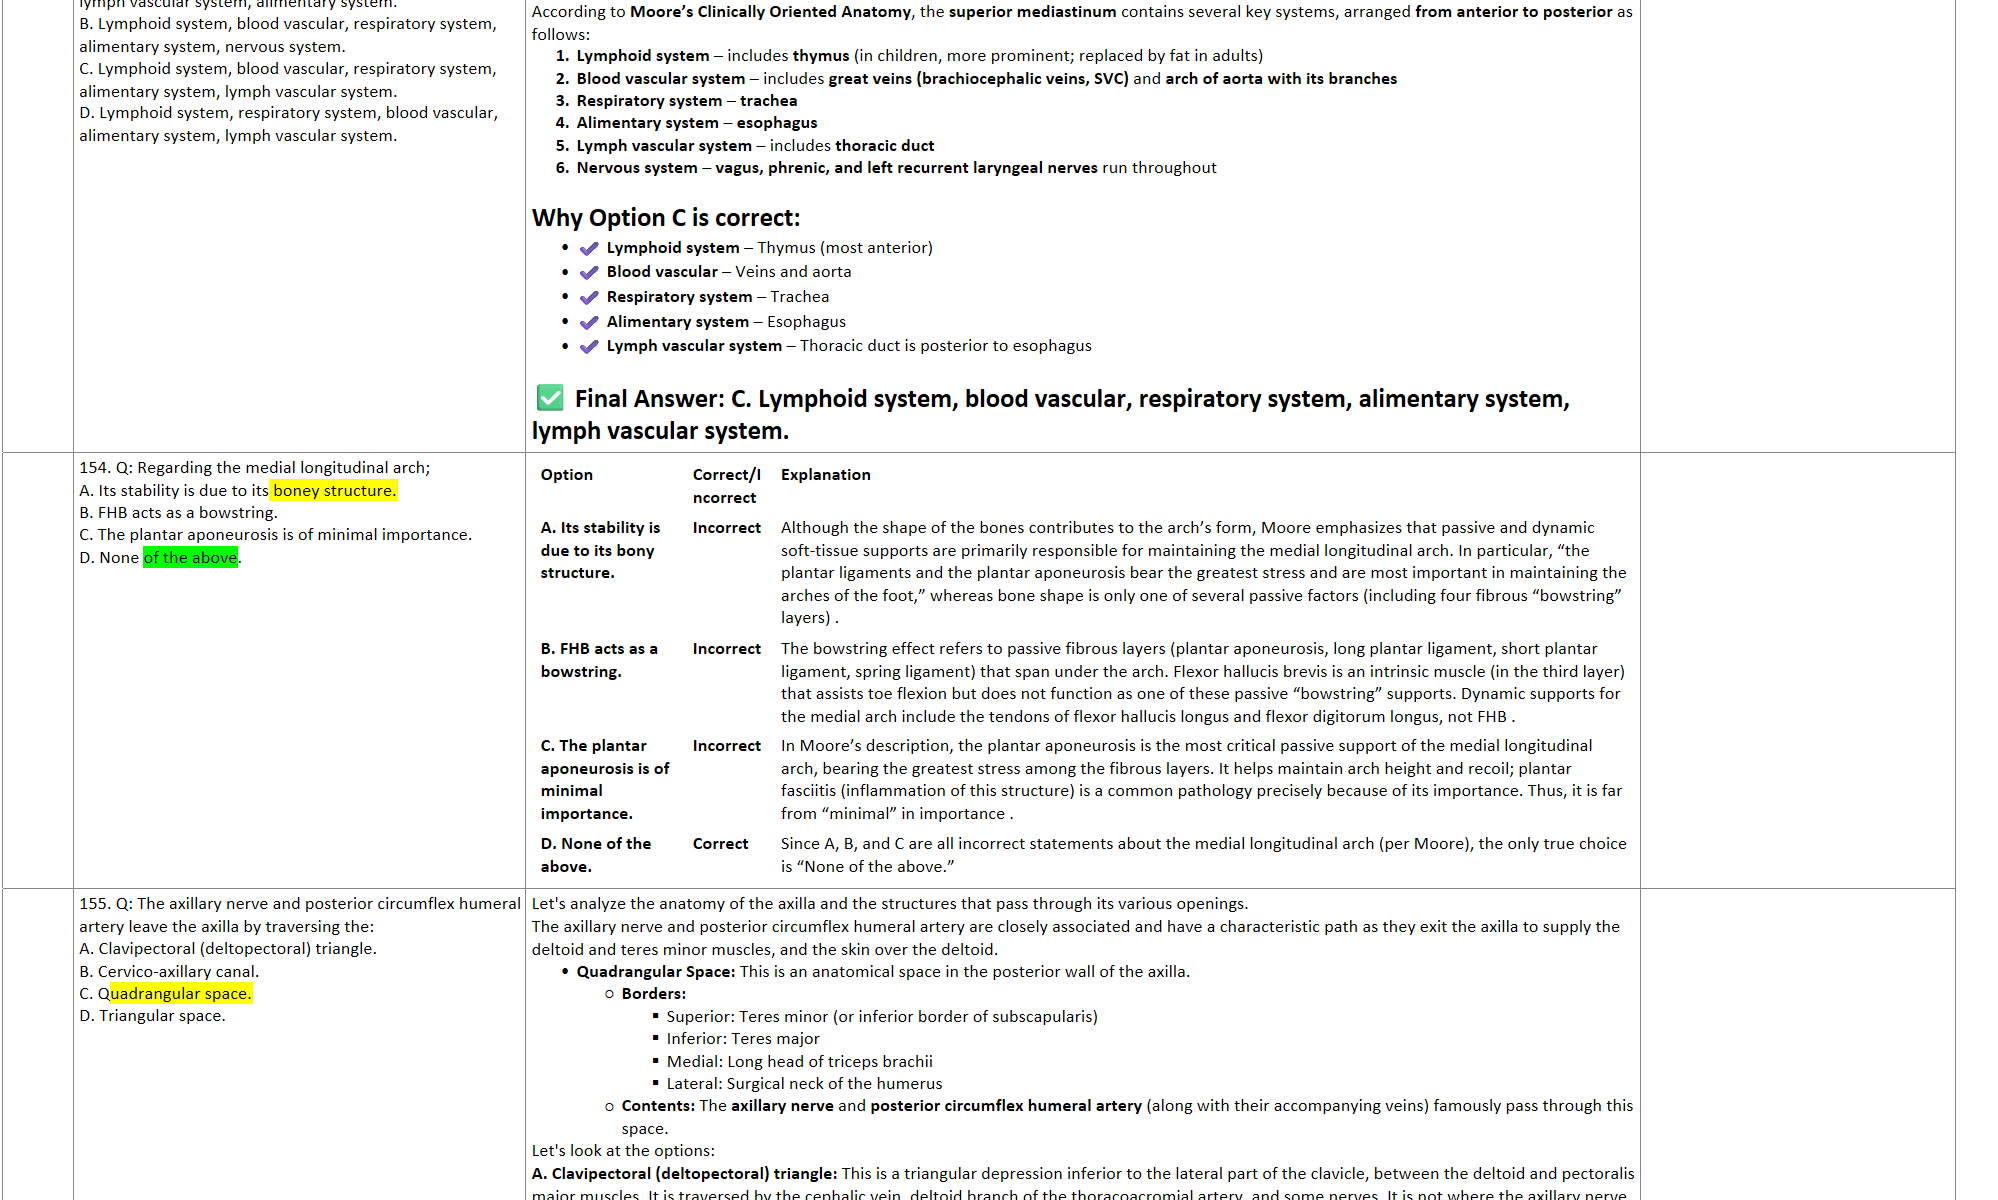 lymph vascular system, alimentary system.
B. Lymphoid system, blood vascular, respiratory system,
alimentary system, nervous system.
C. Lymphoid system, blood vascular, respiratory system,
alimentary system, lymph vascular system.
D. Lymphoid system, respiratory system, blood vascular,
alimentary system, lymph vascular system.
According to Moore’s Clinically Oriented Anatomy, the superior mediastinum contains several key systems, arranged from anterior to posterior as
follows:
1. Lymphoid system – includes thymus (in children, more prominent; replaced by fat in adults)
2. Blood vascular system – includes great veins (brachiocephalic veins, SVC) and arch of aorta with its branches
3. Respiratory system – trachea
4. Alimentary system – esophagus
5. Lymph vascular system – includes thoracic duct
6. Nervous system – vagus, phrenic, and left recurrent laryngeal nerves run throughout
Why Option C is correct:
• ✔ Lymphoid system – Thymus (most anterior)
• ✔ Blood vascular – Veins and aorta
• ✔ Respiratory system – Trachea
• ✔ Alimentary system – Esophagus
• ✔ Lymph vascular system – Thoracic duct is posterior to esophagus
✅ Final Answer: C. Lymphoid system, blood vascular, respiratory system, alimentary system,
lymph vascular system.
154. Q: Regarding the medial longitudinal arch;
A. Its stability is due to its boney structure.
B. FHB acts as a bowstring.
C. The plantar aponeurosis is of minimal importance.
D. None of the above.
Option Correct/I Explanation
ncorrect
A. Its stability is Incorrect Although the shape of the bones contributes to the arch’s form, Moore emphasizes that passive and dynamic
due to its bony soft-tissue supports are primarily responsible for maintaining the medial longitudinal arch. In particular, “the
structure. plantar ligaments and the plantar aponeurosis bear the greatest stress and are most important in maintaining the
arches of the foot,” whereas bone shape is only one of several passive factors (including four fibrous “bowstring”
layers) .
B. FHB acts as a Incorrect The bowstring effect refers to passive fibrous layers (plantar aponeurosis, long plantar ligament, short plantar
bowstring. ligament, spring ligament) that span under the arch. Flexor hallucis brevis is an intrinsic muscle (in the third layer)
that assists toe flexion but does not function as one of these passive “bowstring” supports. Dynamic supports for
the medial arch include the tendons of flexor hallucis longus and flexor digitorum longus, not FHB .
C. The plantar Incorrect In Moore’s description, the plantar aponeurosis is the most critical passive support of the medial longitudinal
aponeurosis is of arch, bearing the greatest stress among the fibrous layers. It helps maintain arch height and recoil; plantar
minimal fasciitis (inflammation of this structure) is a common pathology precisely because of its importance. Thus, it is far
importance. from “minimal” in importance .
D. None of the Correct Since A, B, and C are all incorrect statements about the medial longitudinal arch (per Moore), the only true choice
above. is “None of the above.”
155. Q: The axillary nerve and posterior circumflex humeral
artery leave the axilla by traversing the:
A. Clavipectoral (deltopectoral) triangle.
B. Cervico-axillary canal.
C. Quadrangular space.
D. Triangular space.
Let's analyze the anatomy of the axilla and the structures that pass through its various openings.
The axillary nerve and posterior circumflex humeral artery are closely associated and have a characteristic path as they exit the axilla to supply the
deltoid and teres minor muscles, and the skin over the deltoid.
• Quadrangular Space: This is an anatomical space in the posterior wall of the axilla.
○ Borders:
▪ Superior: Teres minor (or inferior border of subscapularis)
▪ Inferior: Teres major
▪ Medial: Long head of triceps brachii
▪ Lateral: Surgical neck of the humerus
○ Contents: The axillary nerve and posterior circumflex humeral artery (along with their accompanying veins) famously pass through this
space.
Let's look at the options:
A. Clavipectoral (deltopectoral) triangle: This is a triangular depression inferior to the lateral part of the clavicle, between the deltoid and pectoralis
major muscles. It is traversed by the cephalic vein, deltoid branch of the thoracoacromial artery, and some nerves. It is not where the axillary nerve